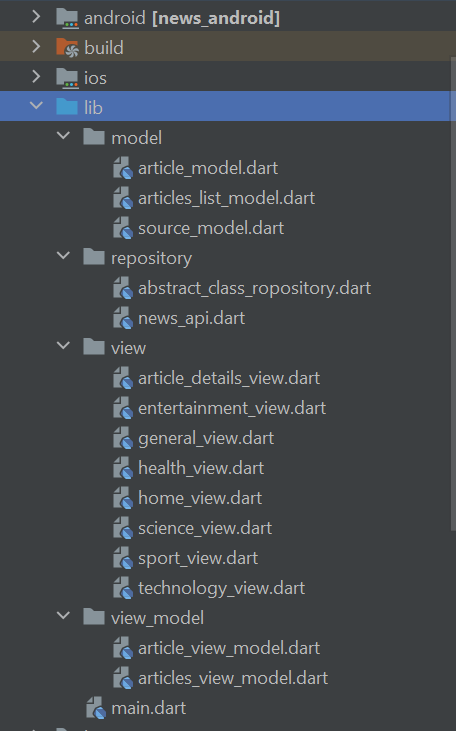 android [news_android]
build
ios
lib
model
article_model.dart
articles_list_model.dart
source_model.dart
repository
abstract_class_ropository.dart
news_api.dart
view
article_details_view.dart
entertainment_view.dart
general_view.dart
health_view.dart
home_view.dart
science_view.dart
sport_view.dart
technology_view.dart
view_model
article_view_model.dart
articles_view_model.dart
main.dart